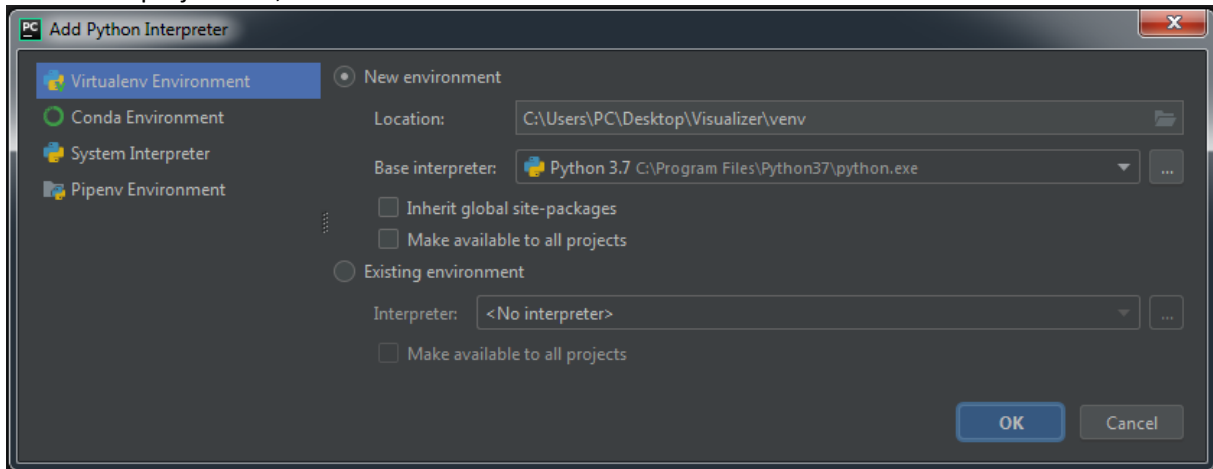 PC Add Python Interpreter
Virtualenv Environment
Conda Environment
System Interpreter
Pipenv Environment
New environment
Location: C:\Users\PC\Desktop\Visualizer\venv
Base interpreter: Python 3.7 C:\Program Files\Python37\python.exe ...
Inherit global site-packages
Make available to all projects
Existing environment
Interpreter: <No interpreter> ...
Make available to all projects
OK Cancel